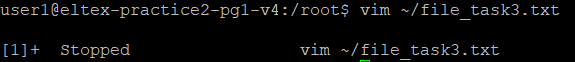 user1@eltex-practice2-pg1-v4:/root$ vim ~/file_task3.txt
[1]+  Stopped                 vim ~/file_task3.txt